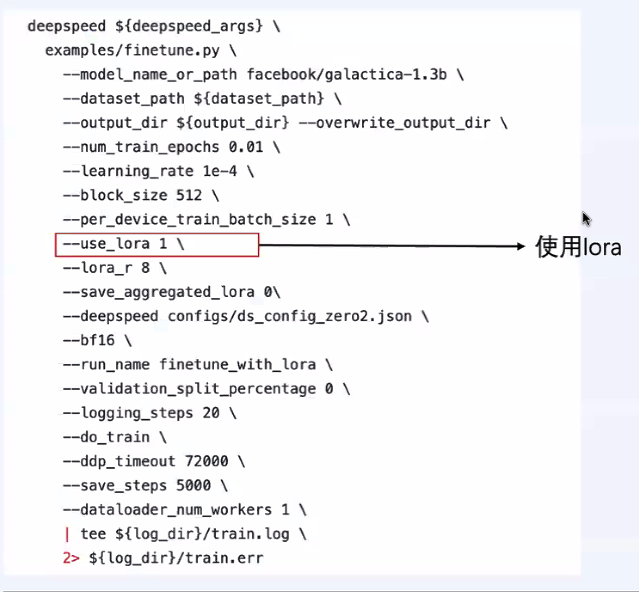 deepspeed ${deepspeed_args} \
examples/finetune.py \
--model_name_or_path facebook/galactica-1.3b \
--dataset_path ${dataset_path} \
--output_dir ${output_dir} --overwrite_output_dir \
--num_train_epochs 0.01 \
--learning_rate 1e-4 \
--block_size 512 \
--per_device_train_batch_size 1 \
--use_lora 1 \
使用lora
--lora_r 8 \
--save_aggregated_lora 0\
--deepspeed configs/ds_config_zero2.json \
--bf16 \
--run_name finetune_with_lora \
--validation_split_percentage 0 \
--logging_steps 20 \
--do_train \
--ddp_timeout 72000 \
--save_steps 5000 \
--dataloader_num_workers 1 \
| tee ${log_dir}/train.log \
2> ${log_dir}/train.err